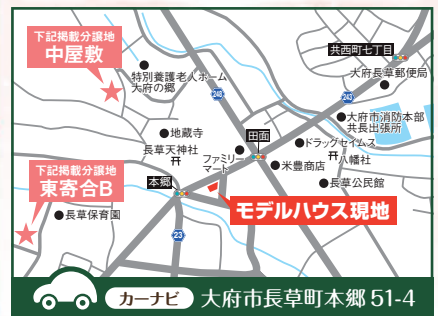 下記掲載分譲地
中屋敷
共西町七丁目
特別養護老人ホーム
大府の郷
248
243
大府長草郵便局
大府市消防本部
共長出張所
地蔵寺
長草天神社
田面
ドラッグセイムス
八幡社
ファミリー
マート
米豊商店
下記掲載分譲地
東寄合B
本郷
長草公民館
長草保育園
モデルハウス現地
23
カーナビ 大府市長草町本郷51-4